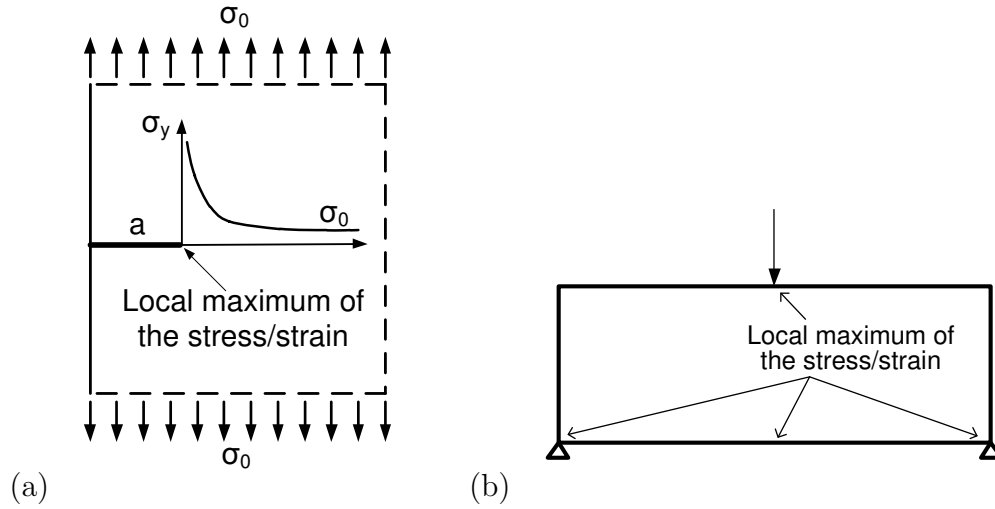 σ₀
σy
a
σ₀
Local maximum of
the stress/strain
σ₀
(a)
Local maximum of
the stress/strain
(b)